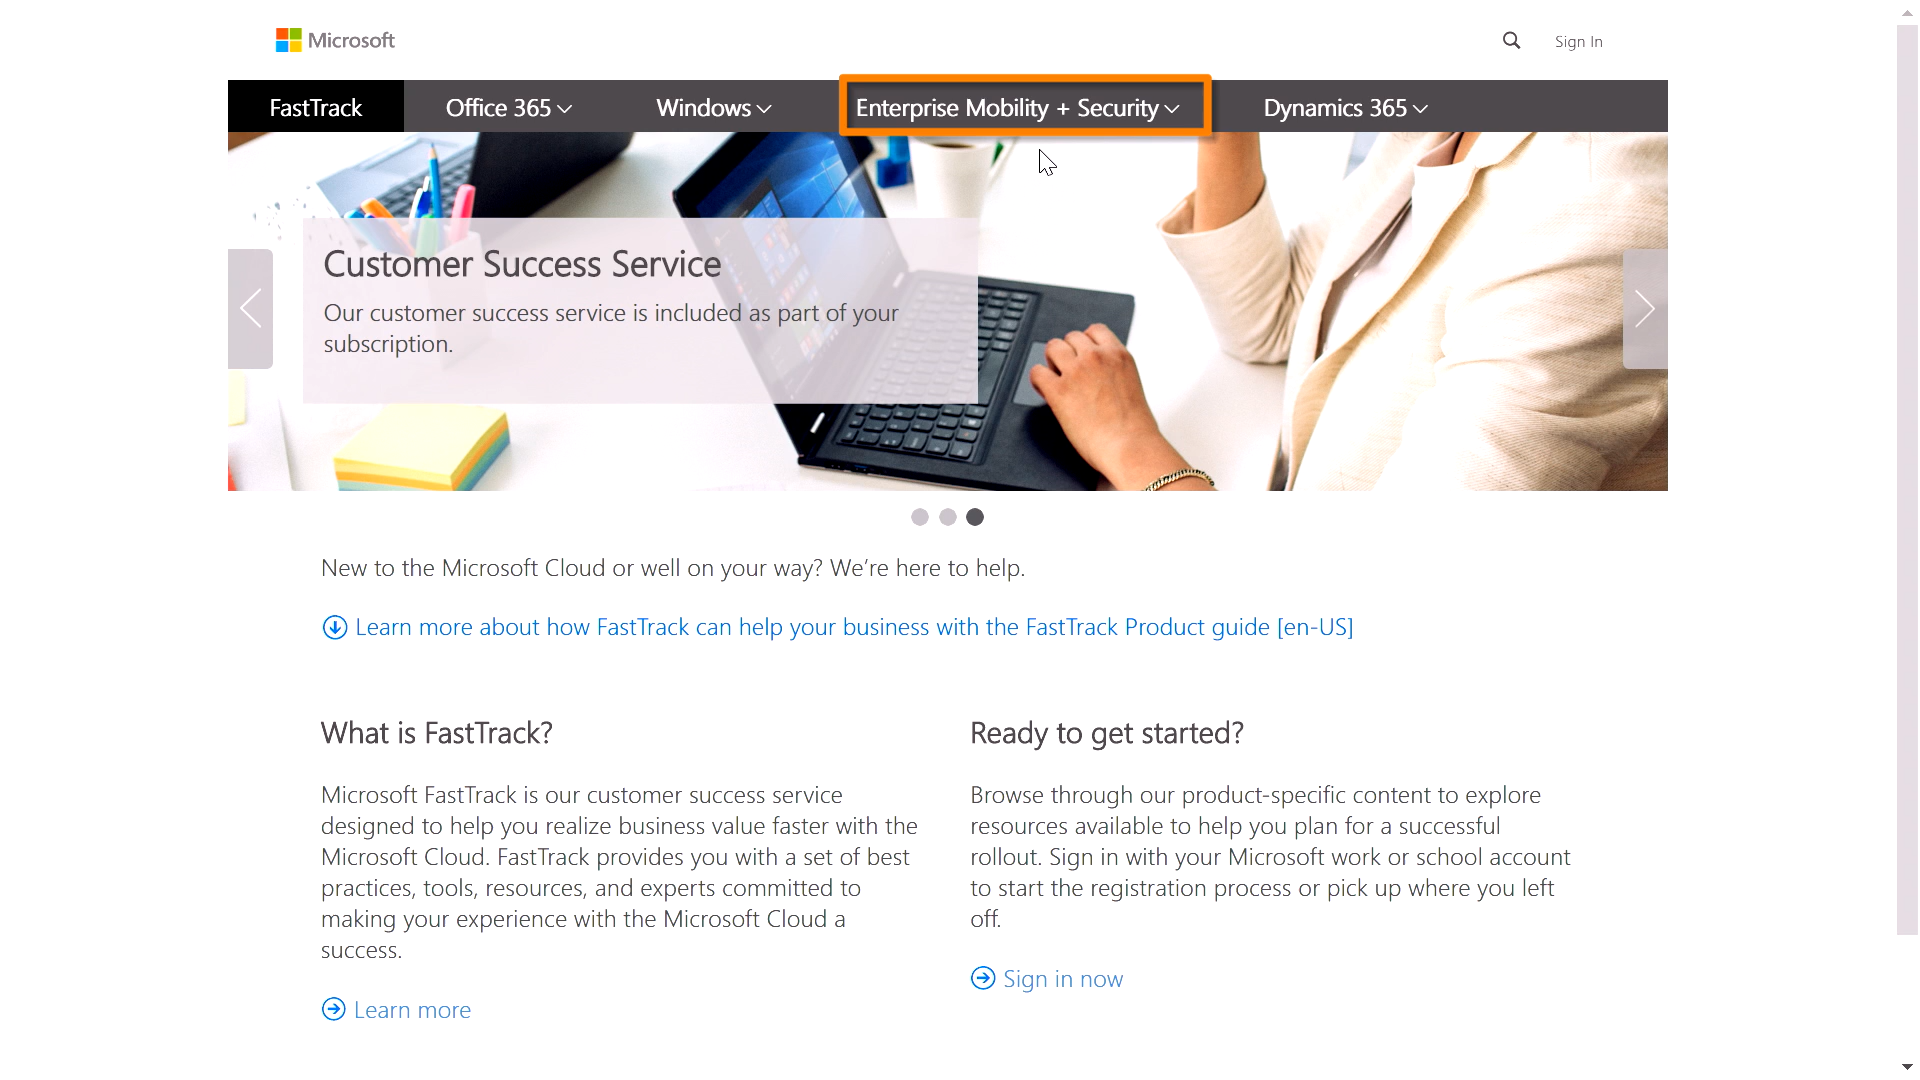 Microsoft
Sign In
FastTrack
Office 365
Windows
Enterprise Mobility + Security
Dynamics 365
Customer Success Service
Our customer success service is included as part of your
subscription.
New to the Microsoft Cloud or well on your way? We’re here to help.
Learn more about how FastTrack can help your business with the FastTrack Product guide [en-US]
What is FastTrack?
Microsoft FastTrack is our customer success service
designed to help you realize business value faster with the
Microsoft Cloud. FastTrack provides you with a set of best
practices, tools, resources, and experts committed to
making your experience with the Microsoft Cloud a
success.
Learn more
Ready to get started?
Browse through our product-specific content to explore
resources available to help you plan for a successful
rollout. Sign in with your Microsoft work or school account
to start the registration process or pick up where you left
off.
Sign in now